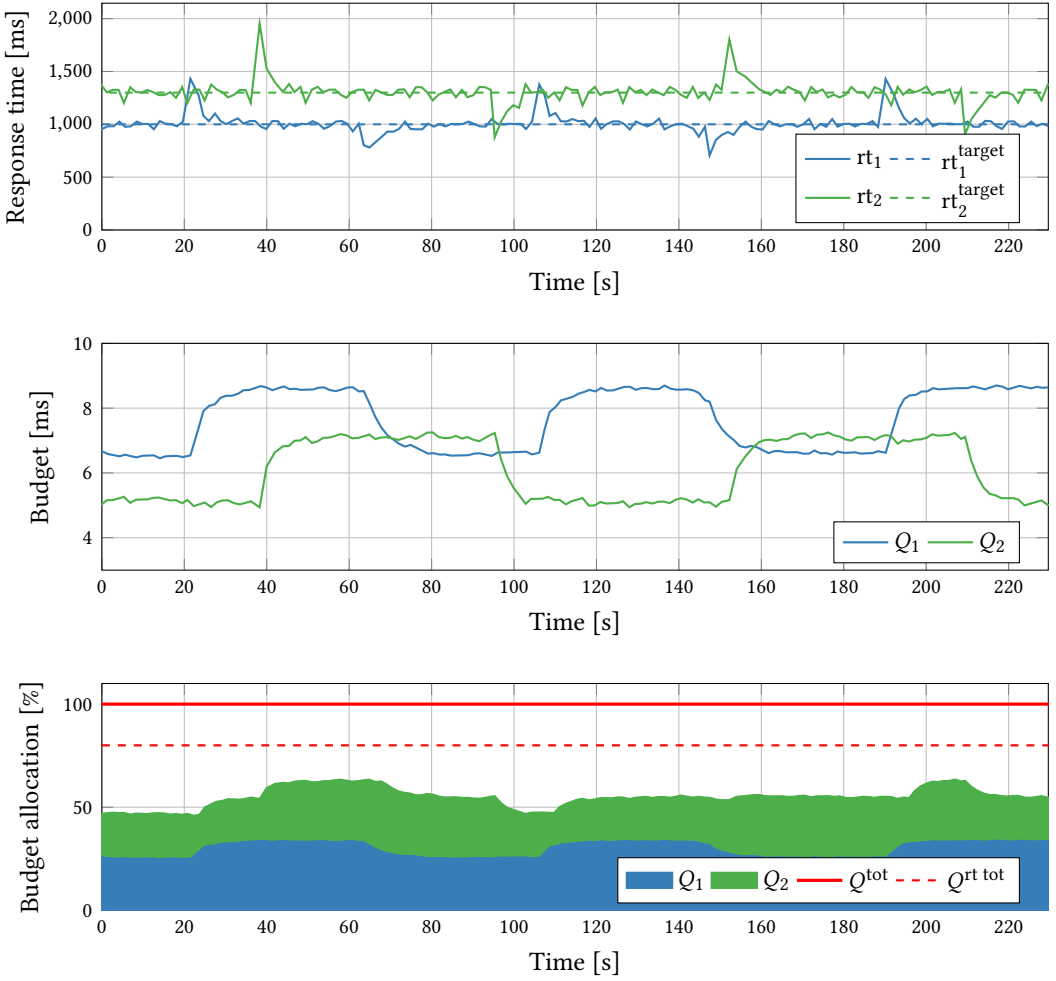 Response time [ms]
2,000
1,500
1,000
500
0
rt1 rt1target
rt2 rt2target
0 20 40 60 80 100 120 140 160 180 200 220
Time [s]
Budget [ms]
10
8
6
4
Q1 Q2
0 20 40 60 80 100 120 140 160 180 200 220
Time [s]
Budget allocation [%]
100
50
0
Q1 Q2 Qtot Qrt tot
0 20 40 60 80 100 120 140 160 180 200 220
Time [s]